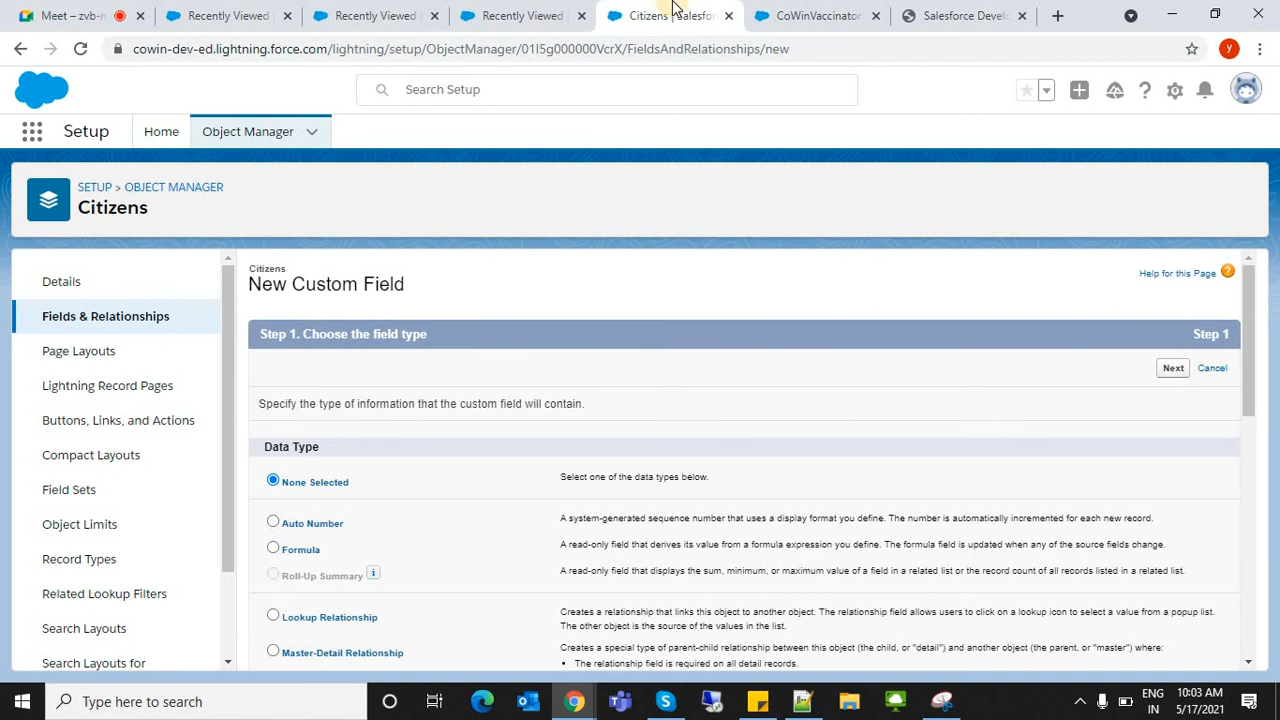 Meet – zvb-n
Recently Viewed |
Recently Viewed |
Recently Viewed |
Citizens | Salesfor
CoWinVaccinator
Salesforce Devel
cowin-dev-ed.lightning.force.com/lightning/setup/ObjectManager/01I5g000000VcrX/FieldsAndRelationships/new
y
Search Setup
Setup
Home
Object Manager
SETUP > OBJECT MANAGER
Citizens
Details
Fields & Relationships
Page Layouts
Lightning Record Pages
Buttons, Links, and Actions
Compact Layouts
Field Sets
Object Limits
Record Types
Related Lookup Filters
Search Layouts
Search Layouts for
Citizens
New Custom Field
Help for this Page ?
Step 1. Choose the field type
Step 1
Next Cancel
Specify the type of information that the custom field will contain.
Data Type
None Selected Select one of the data types below.
Auto Number A system-generated sequence number that uses a display format you define. The number is automatically incremented for each new record.
Formula A read-only field that derives its value from a formula expression you define. The formula field is updated when any of the source fields change.
Roll-Up Summary i A read-only field that displays the sum, minimum, or maximum value of a field in a related list or the record count of all records listed in a related list.
Lookup Relationship Creates a relationship that links this object to another object. The relationship field allows users to click on a lookup icon to select a value from a popup list.
The other object is the source of the values in the list.
Master-Detail Relationship Creates a special type of parent-child relationship between this object (the child, or "detail") and another object (the parent, or "master") where:
• The relationship field is required on all detail records.
Type here to search
ENG
IN
10:03 AM
5/17/2021